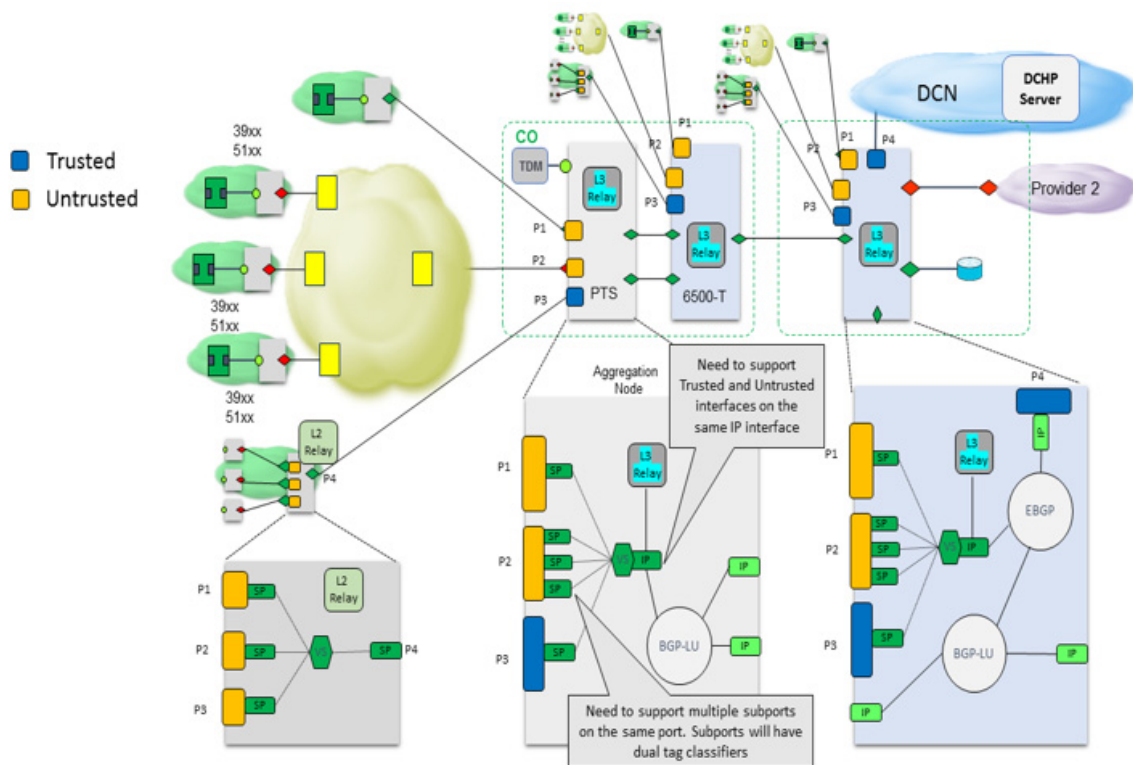 DCN
DCHP
Server
P1
P2
P3
P1
P2
P3
P4
39xx
51xx
CO
TDM
L3
Relay
L3
Relay
L3
Relay
Provider 2
Trusted
Untrusted
P1
P2
P3
PTS
6500-T
39xx
51xx
39xx
51xx
L2
Relay
P4
Aggregation
Node
Need to support
Trusted and Untrusted
interfaces on the
same IP interface
P1
SP
P2
SP
P3
SP
L2
Relay
VS
SP
P4
P1
SP
P2
SP
SP
SP
P3
SP
L3
Relay
VS
IP
IP
BGP-LU
IP
Need to support multiple subports
on the same port. Subports will have
dual tag classifiers
P4
IP
P1
SP
P2
SP
SP
SP
P3
SP
L3
Relay
VS
IP
EBGP
BGP-LU
IP
IP